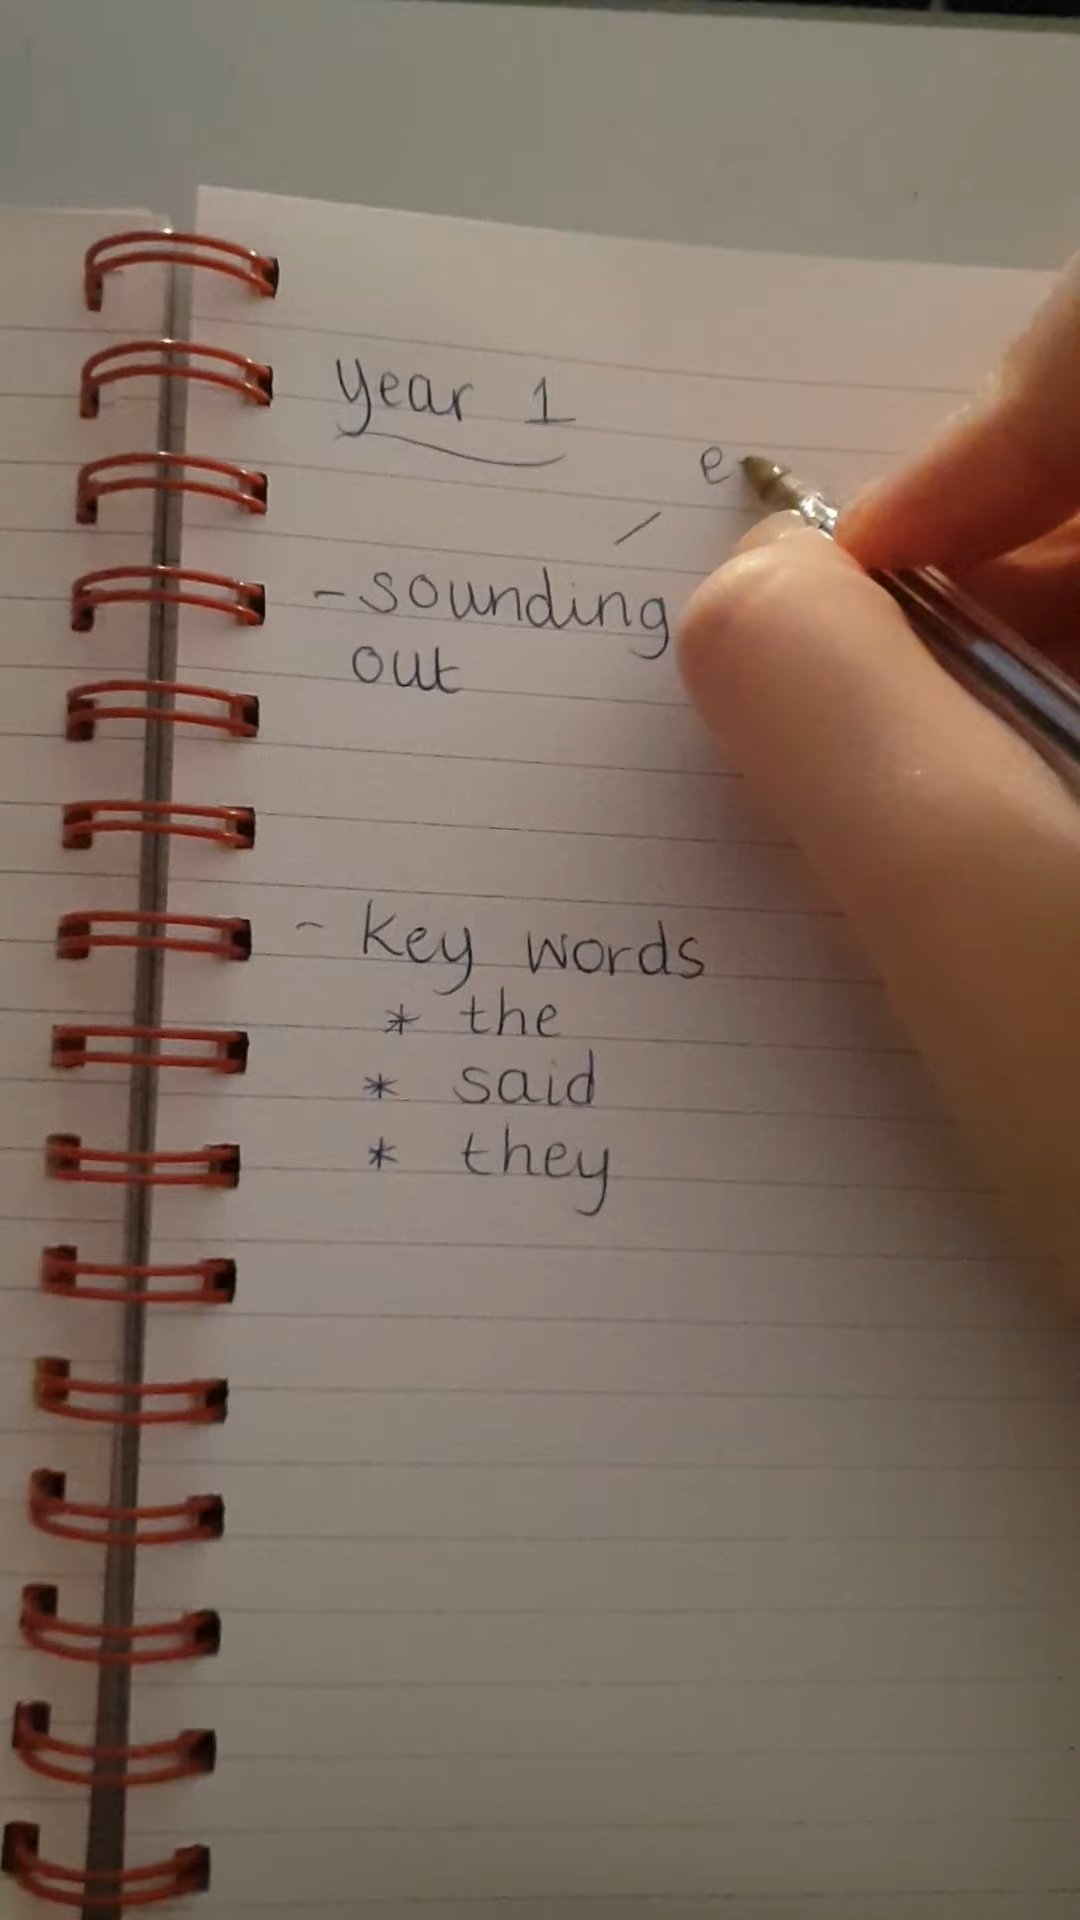 year 1
e
- sounding
out
- key words
* the
* said
* they